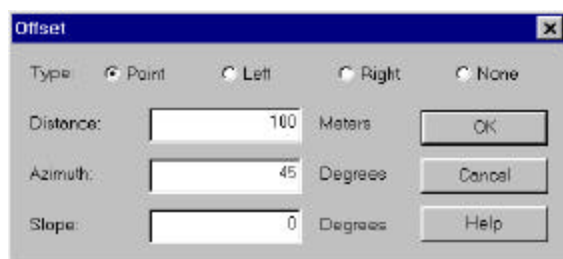 Offset
Type: Point Left Right None
Distance: 100 Meters OK
Azimuth: 45 Degrees Cancel
Slope: 0 Degrees Help